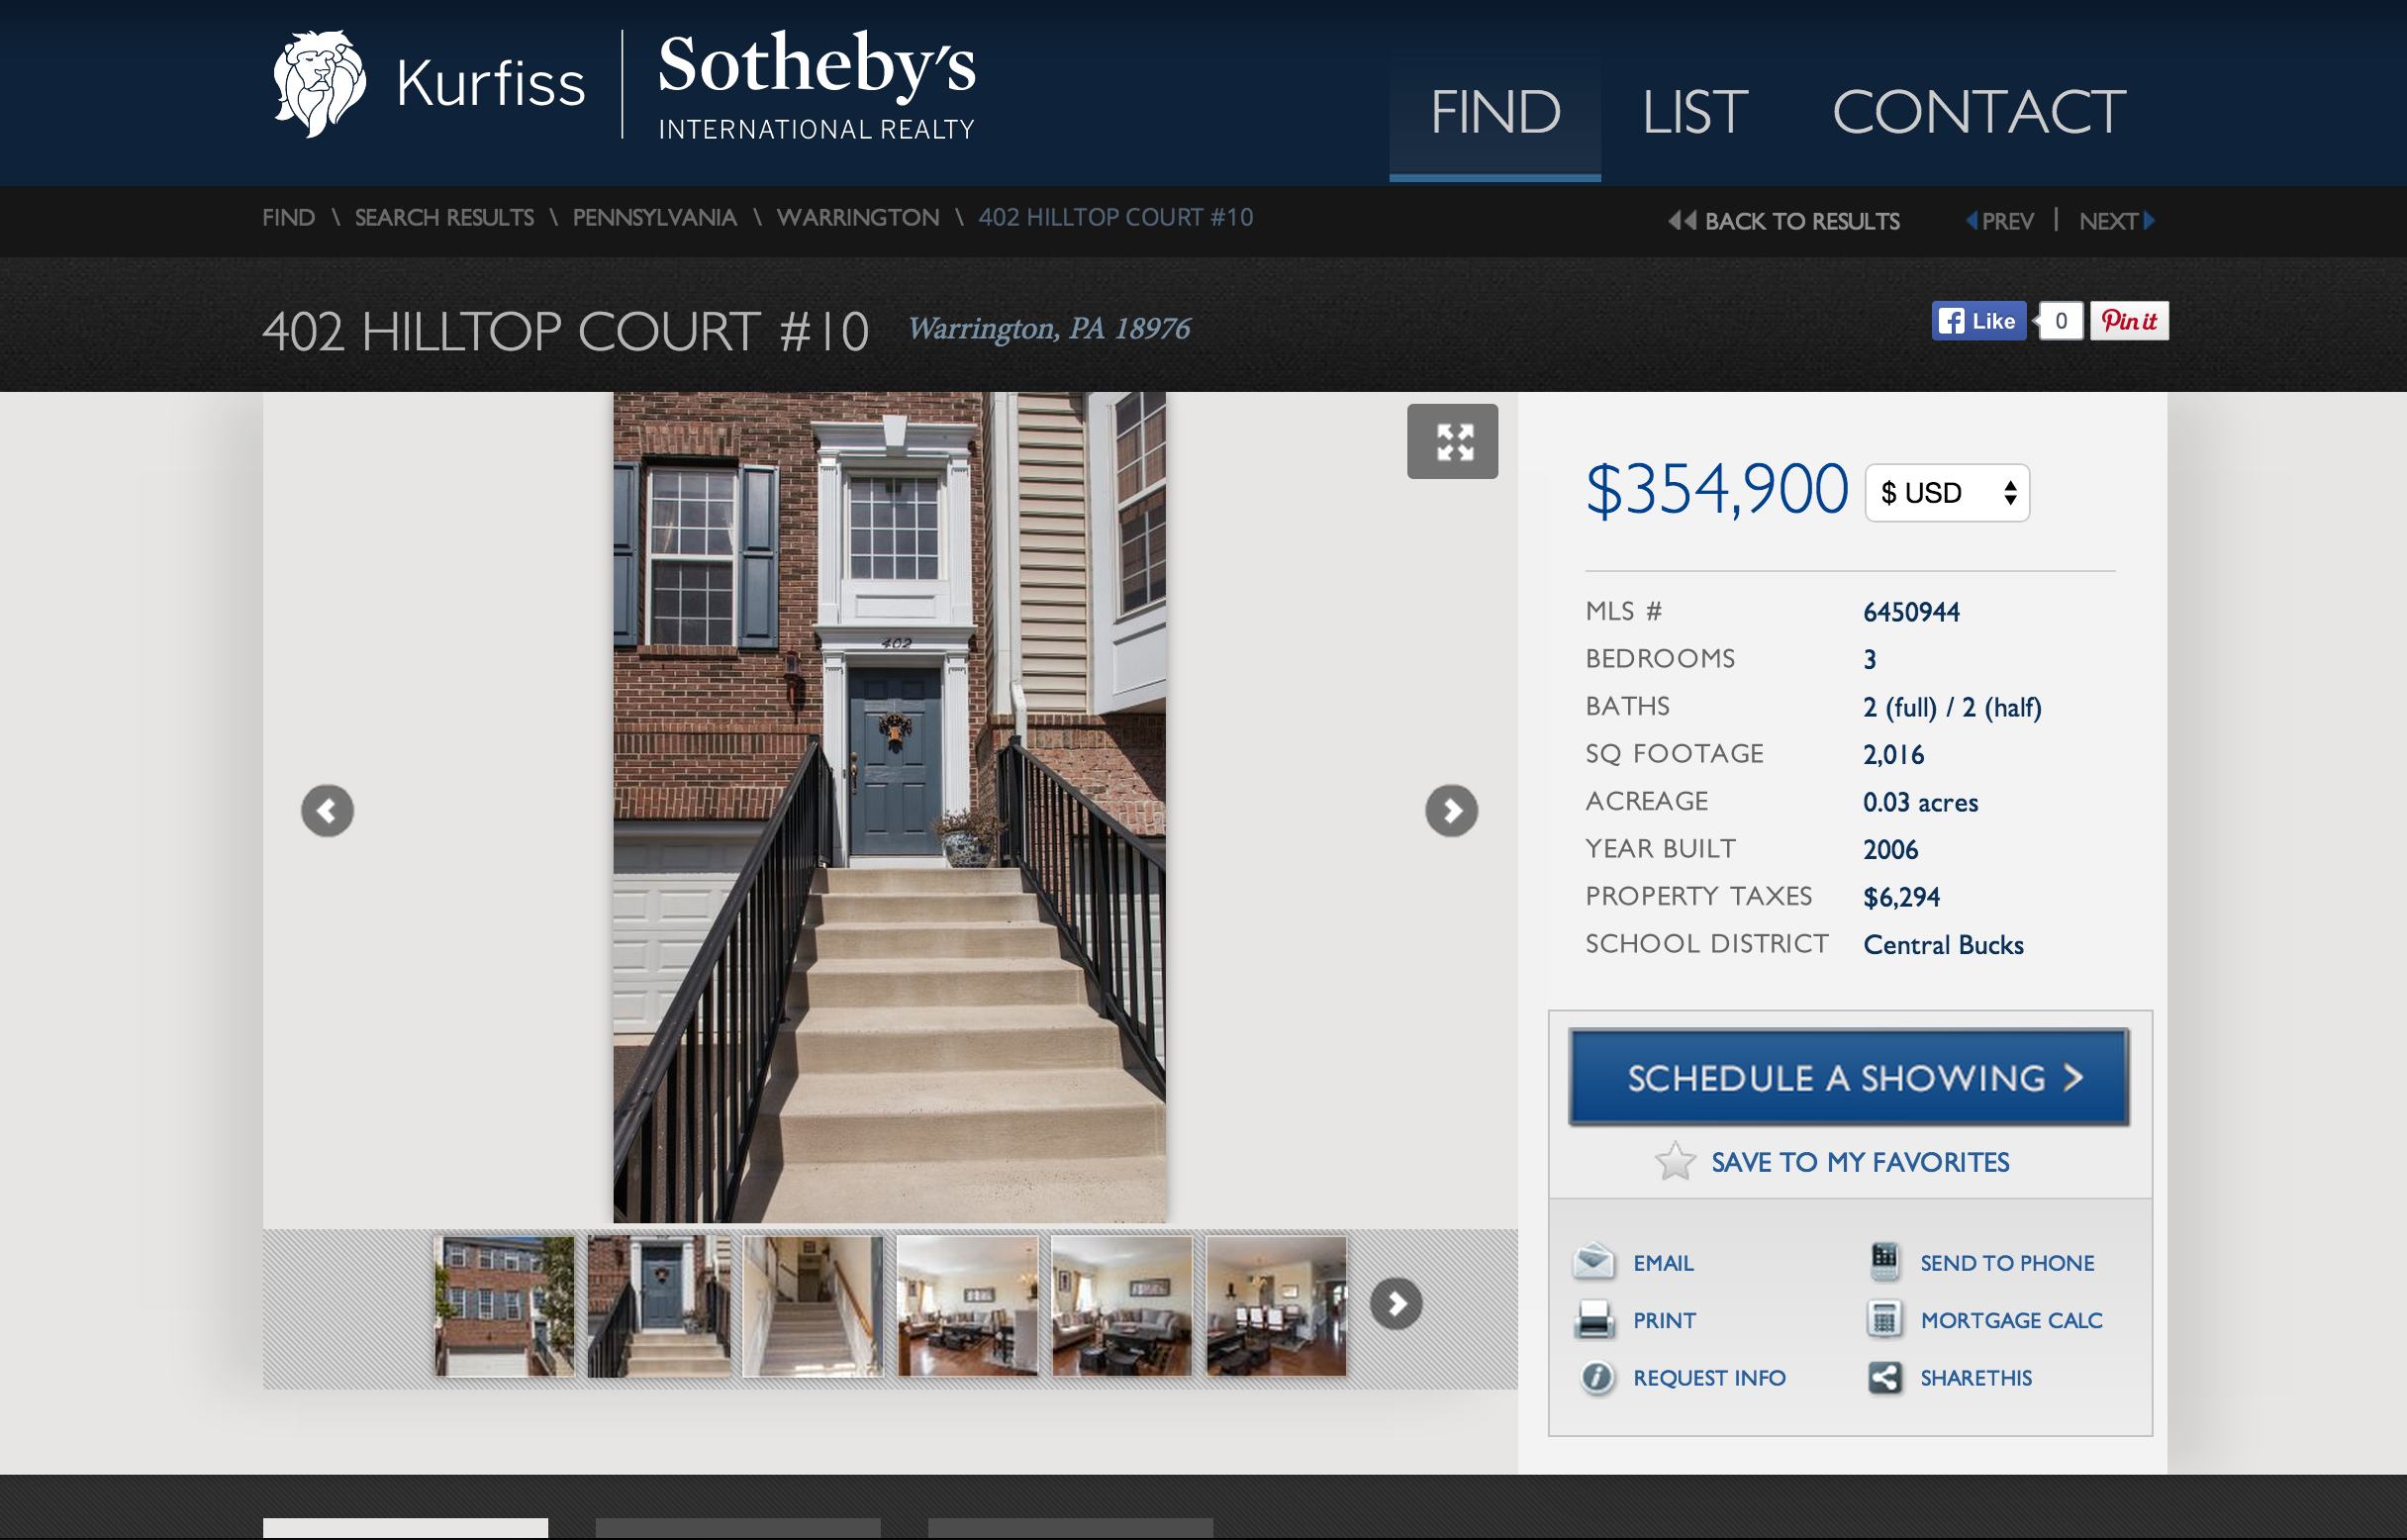 Kurfiss
Sotheby's
INTERNATIONAL REALTY
FIND LIST CONTACT
FIND \ SEARCH RESULTS \ PENNSYLVANIA \ WARRINGTON \ 402 HILLTOP COURT #10
BACK TO RESULTS PREV | NEXT
402 HILLTOP COURT #10 Warrington, PA 18976
Like 0 Pin it
402
$354,900 $ USD
MLS # 6450944
BEDROOMS 3
BATHS 2 (full) / 2 (half)
SQ FOOTAGE 2,016
ACREAGE 0.03 acres
YEAR BUILT 2006
PROPERTY TAXES $6,294
SCHOOL DISTRICT Central Bucks
SCHEDULE A SHOWING >
SAVE TO MY FAVORITES
EMAIL SEND TO PHONE
PRINT MORTGAGE CALC
REQUEST INFO SHARETHIS